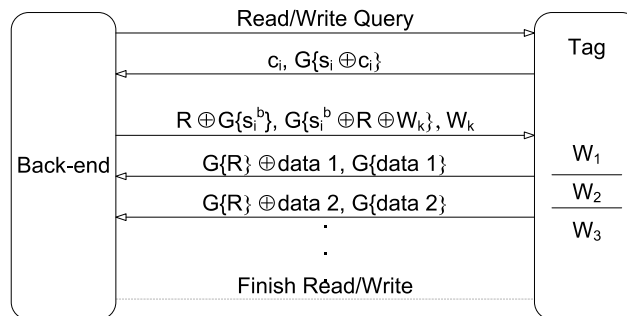 Read/Write Query
Tag
cᵢ, G{sᵢ ⊕cᵢ}
R ⊕G{sᵢᵇ}, G{sᵢᵇ ⊕R ⊕Wₖ}, Wₖ
Back-end
W₁
G{R} ⊕data 1, G{data 1}
W₂
G{R} ⊕data 2, G{data 2}
W₃
Finish Read/Write